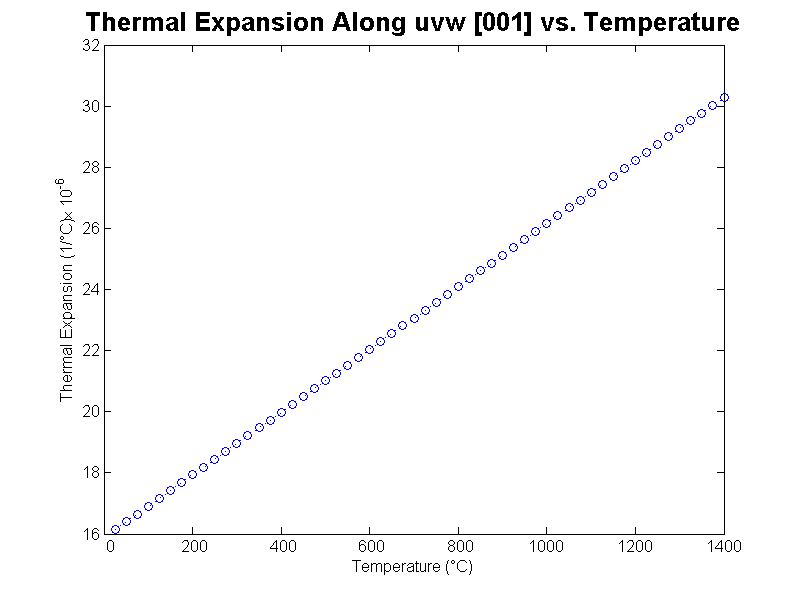 Thermal Expansion Along uvw [001] vs. Temperature
32
30
28
26
24
22
20
18
16
Thermal Expansion (1/°C)x 10⁻⁶
0 200 400 600 800 1000 1200 1400
Temperature (°C)